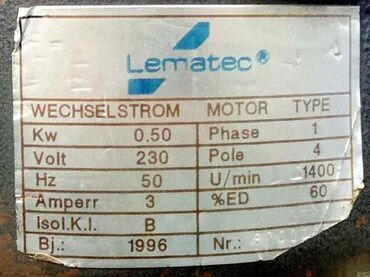 Lematec®
WECHSELSTROM MOTOR TYPE
Kw 0.50 Phase 1
Volt 230 Pole 4
Hz 50 U/min 1400
Amperr 3 %ED 60
Isol.K.I. B
Bj.: 1996 Nr.: